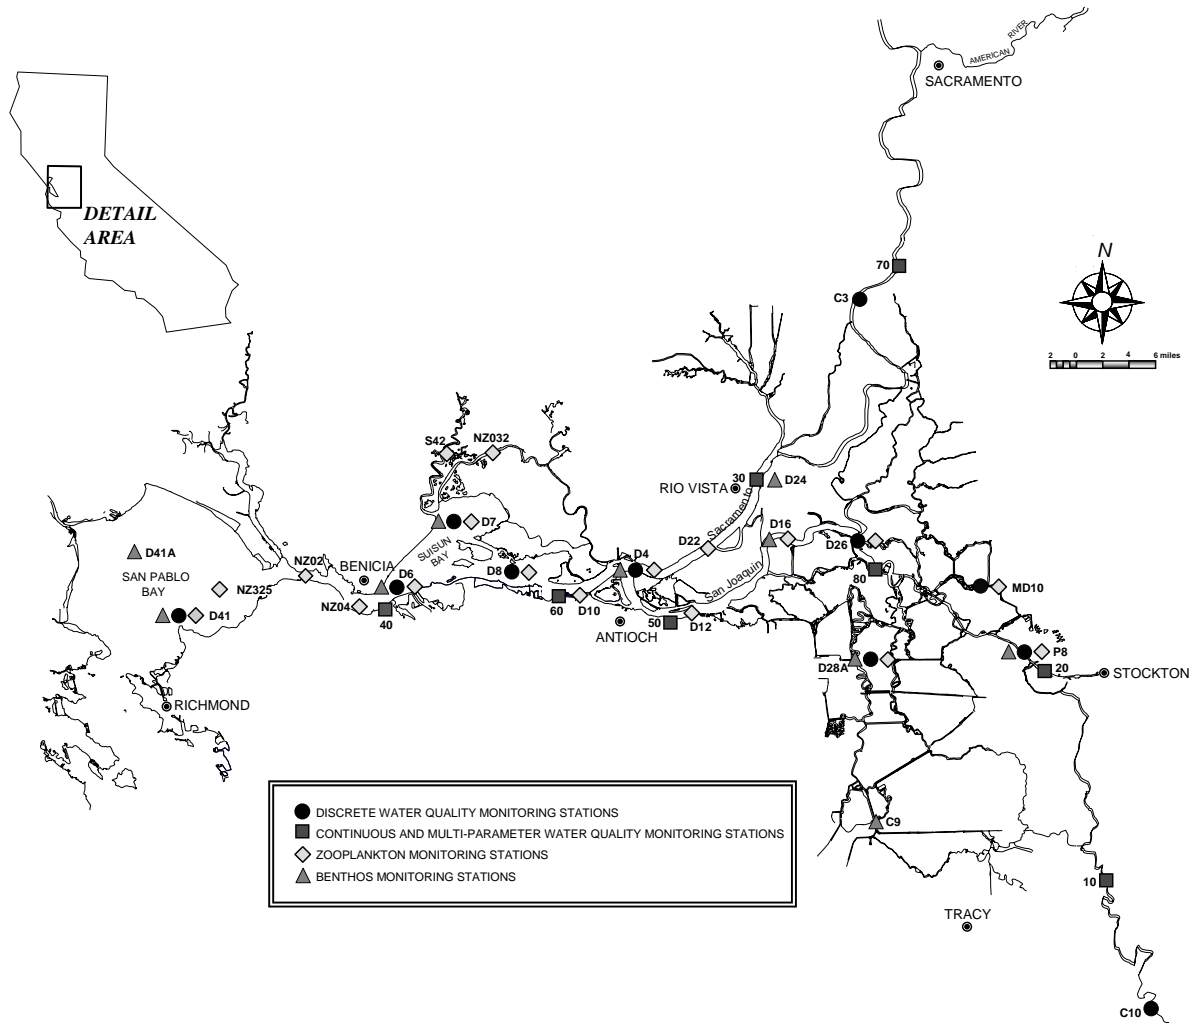 RIVER
AMERICAN
SACRAMENTO
DETAIL
AREA
N
70
C3
2 0 2 4 6 miles
S42
NZ032
30
D24
RIO VISTA
Sacramento
D7
D16
D41A
SUISUN
BAY
D22
D26
SAN PABLO
BAY
NZ02
BENICIA
D6
D8
D4
San Joaquin
80
NZ325
MD10
NZ04
40
60
D10
D41
50
D12
ANTIOCH
P8
D28A
20
STOCKTON
RICHMOND
DISCRETE WATER QUALITY MONITORING STATIONS
CONTINUOUS AND MULTI-PARAMETER WATER QUALITY MONITORING STATIONS
ZOOPLANKTON MONITORING STATIONS
BENTHOS MONITORING STATIONS
C9
10
TRACY
C10